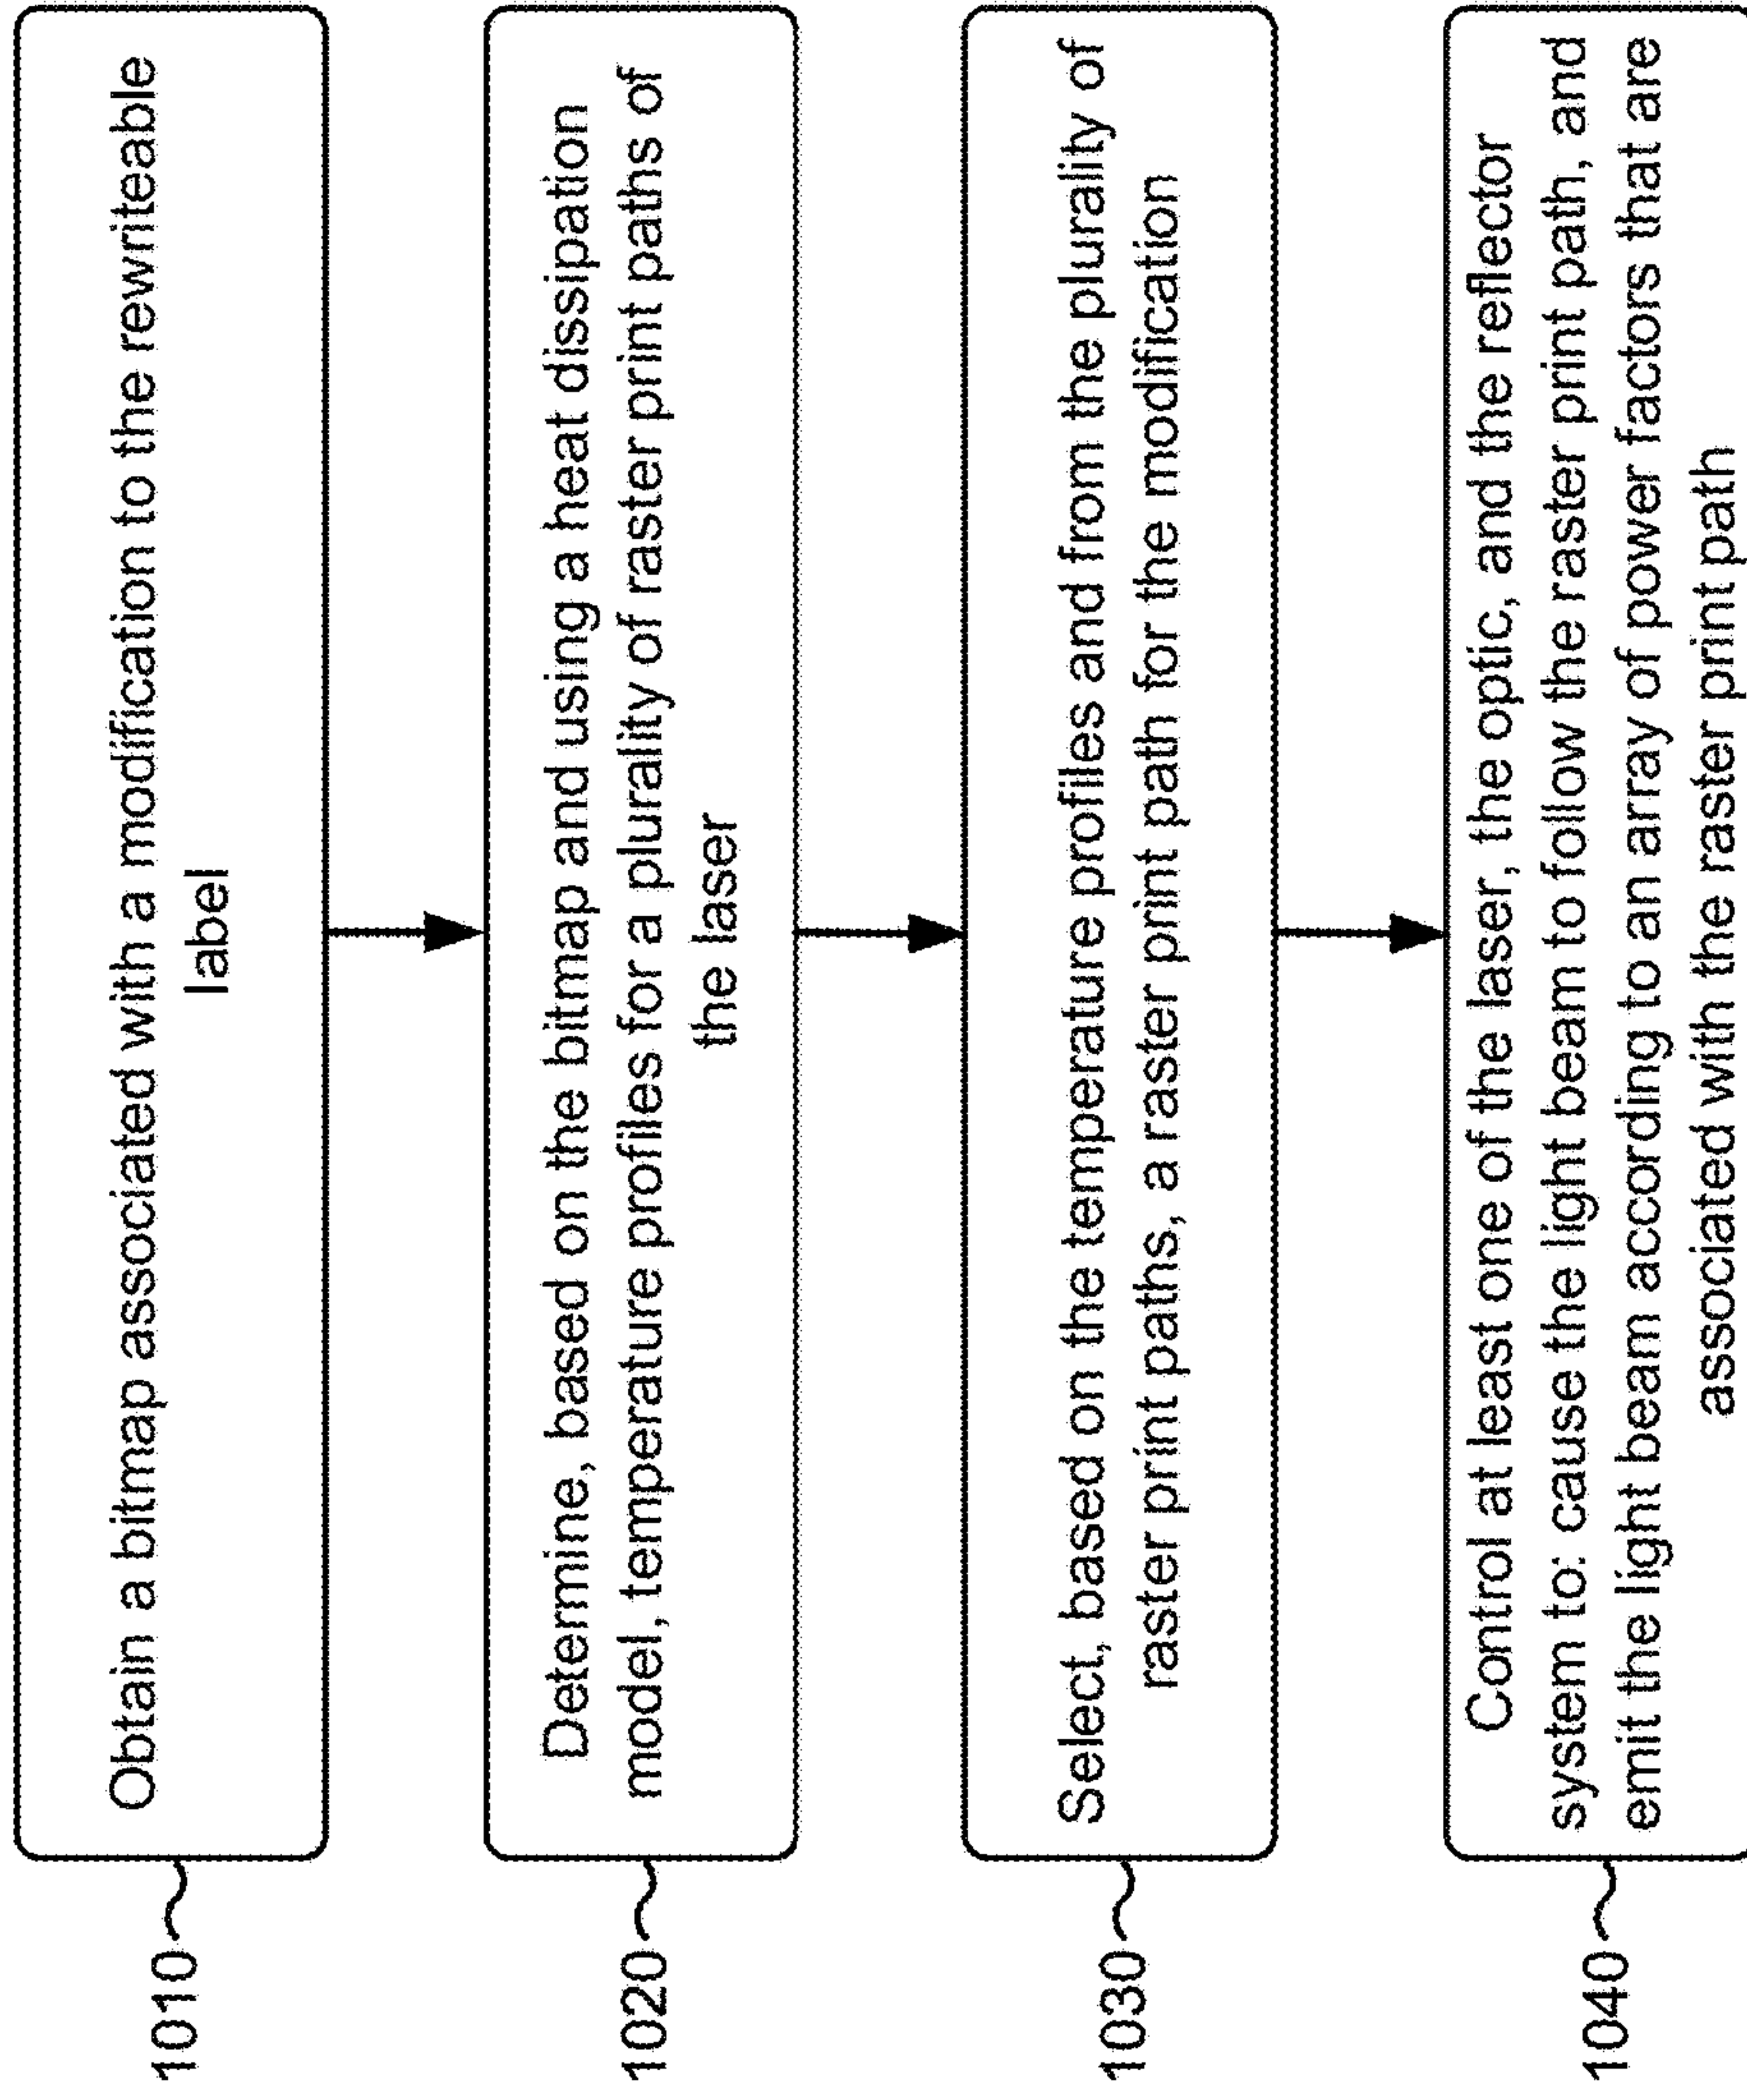 1010
Obtain a bitmap associated with a modification to the rewriteable
label
1020
Determine, based on the bitmap and using a heat dissipation
model, temperature profiles for a plurality of raster print paths of
the laser
1030
Select, based on the temperature profiles and from the plurality of
raster print paths, a raster print path for the modification
1040
Control at least one of the laser, the optic, and the reflector
system to: cause the light beam to follow the raster print path, and
emit the light beam according to an array of power factors that are
associated with the raster print path